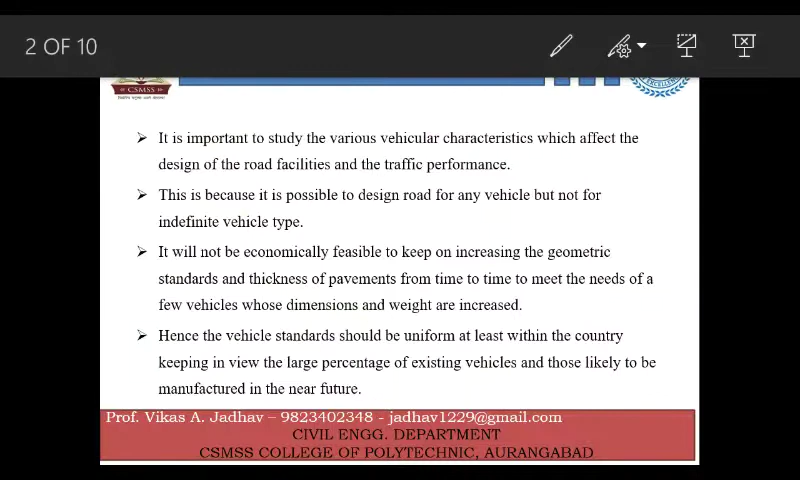 2 OF 10
CSMSS
OF EXCELLENCE
➢ It is important to study the various vehicular characteristics which affect the
design of the road facilities and the traffic performance.
➢ This is because it is possible to design road for any vehicle but not for
indefinite vehicle type.
➢ It will not be economically feasible to keep on increasing the geometric
standards and thickness of pavements from time to time to meet the needs of a
few vehicles whose dimensions and weight are increased.
➢ Hence the vehicle standards should be uniform at least within the country
keeping in view the large percentage of existing vehicles and those likely to be
manufactured in the near future.
Prof. Vikas A. Jadhav – 9823402348 - jadhav1229@gmail.com
CIVIL ENGG. DEPARTMENT
CSMSS COLLEGE OF POLYTECHNIC, AURANGABAD